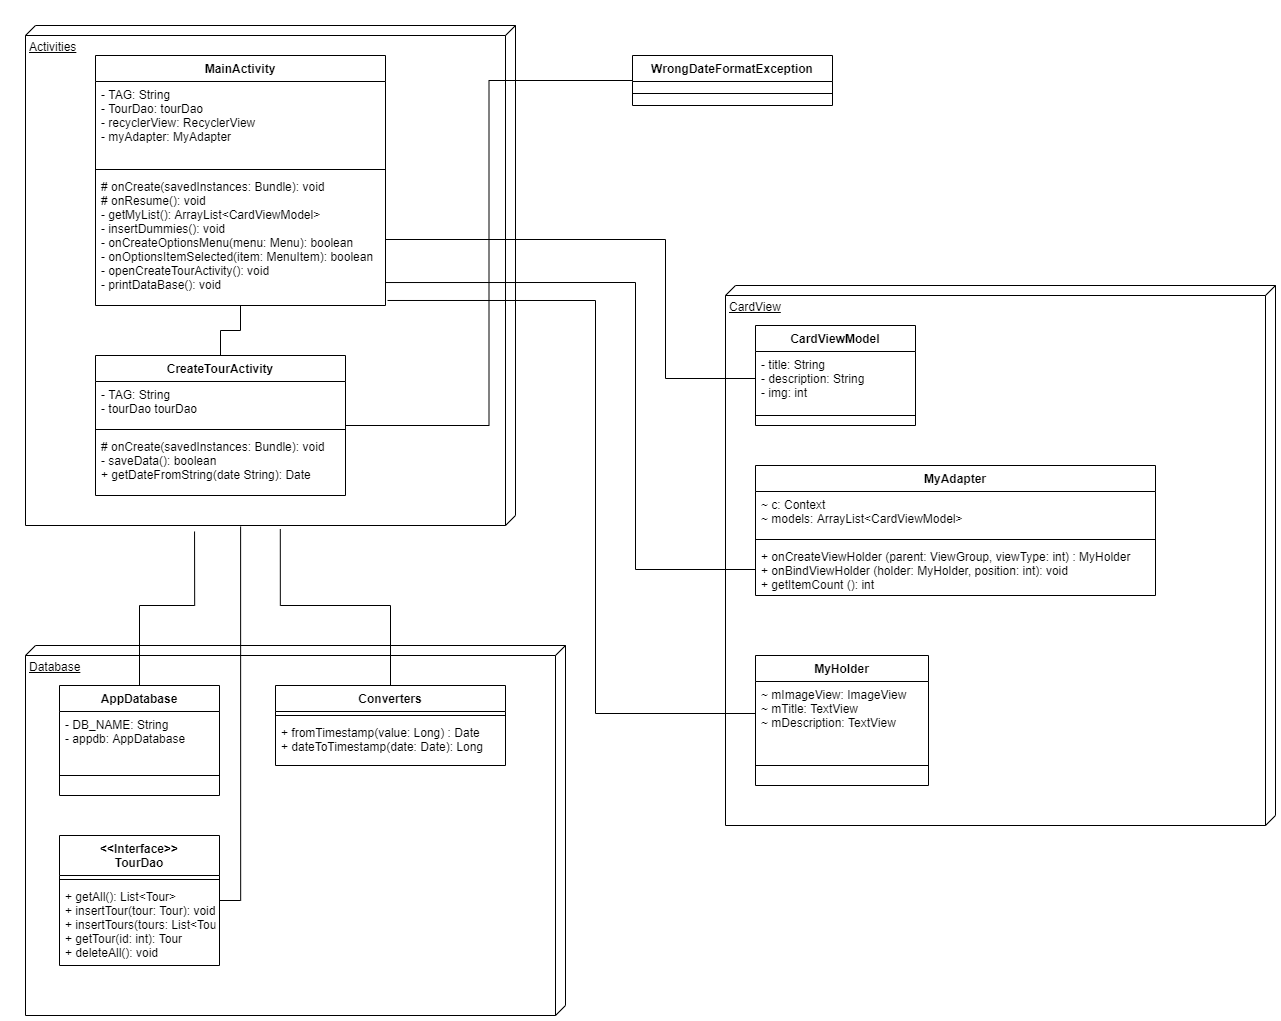 Activities
MainActivity
- TAG: String
- TourDao: tourDao
- recyclerView: RecyclerView
- myAdapter: MyAdapter
# onCreate(savedInstances: Bundle): void
# onResume(): void
- getMyList(): ArrayList<CardViewModel>
- insertDummies(): void
- onCreateOptionsMenu(menu: Menu): boolean
- onOptionsItemSelected(item: MenuItem): boolean
- openCreateTourActivity(): void
- printDataBase(): void
CreateTourActivity
- TAG: String
- tourDao tourDao
# onCreate(savedInstances: Bundle): void
- saveData(): boolean
+ getDateFromString(date String): Date
WrongDateFormatException
CardView
CardViewModel
- title: String
- description: String
- img: int
MyAdapter
~ c: Context
~ models: ArrayList<CardViewModel>
+ onCreateViewHolder (parent: ViewGroup, viewType: int) : MyHolder
+ onBindViewHolder (holder: MyHolder, position: int): void
+ getItemCount (): int
MyHolder
~ mImageView: ImageView
~ mTitle: TextView
~ mDescription: TextView
Database
AppDatabase
- DB_NAME: String
- appdb: AppDatabase
Converters
+ fromTimestamp(value: Long) : Date
+ dateToTimestamp(date: Date): Long
<<Interface>>
TourDao
+ getAll(): List<Tour>
+ insertTour(tour: Tour): void
+ insertTours(tours: List<Tou
+ getTour(id: int): Tour
+ deleteAll(): void